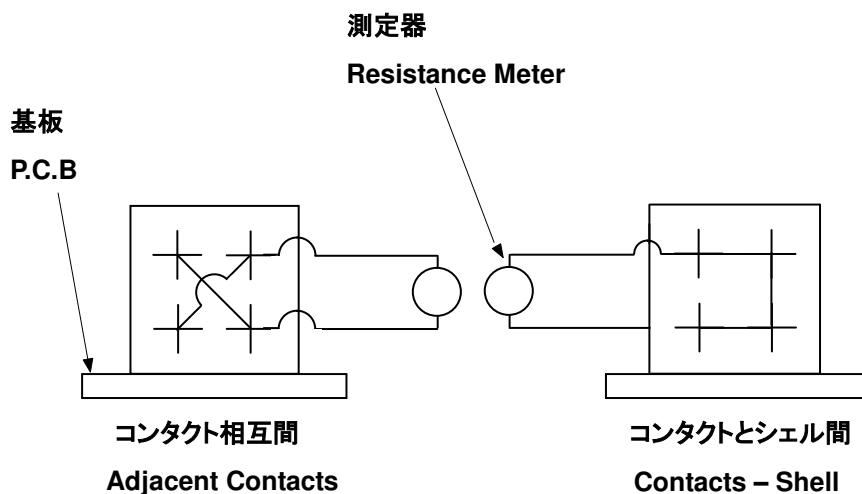 測定器
Resistance Meter
基板
P.C.B
コンタクト相互間
Adjacent Contacts
コンタクトとシェル間
Contacts – Shell